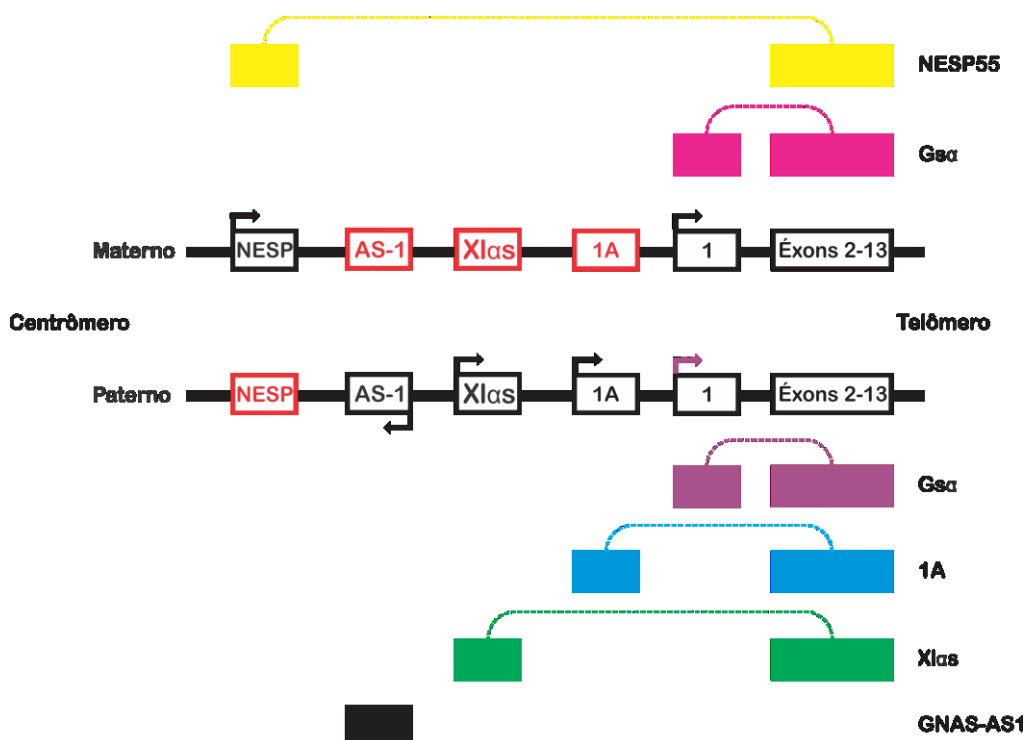 NESP55
Gsα
Materno NESP AS-1 Xlαs 1A 1 Éxons 2-13
Centrômero Telômero
Paterno NESP AS-1 Xlαs 1A 1 Éxons 2-13
Gsα
1A
Xlαs
GNAS-AS1